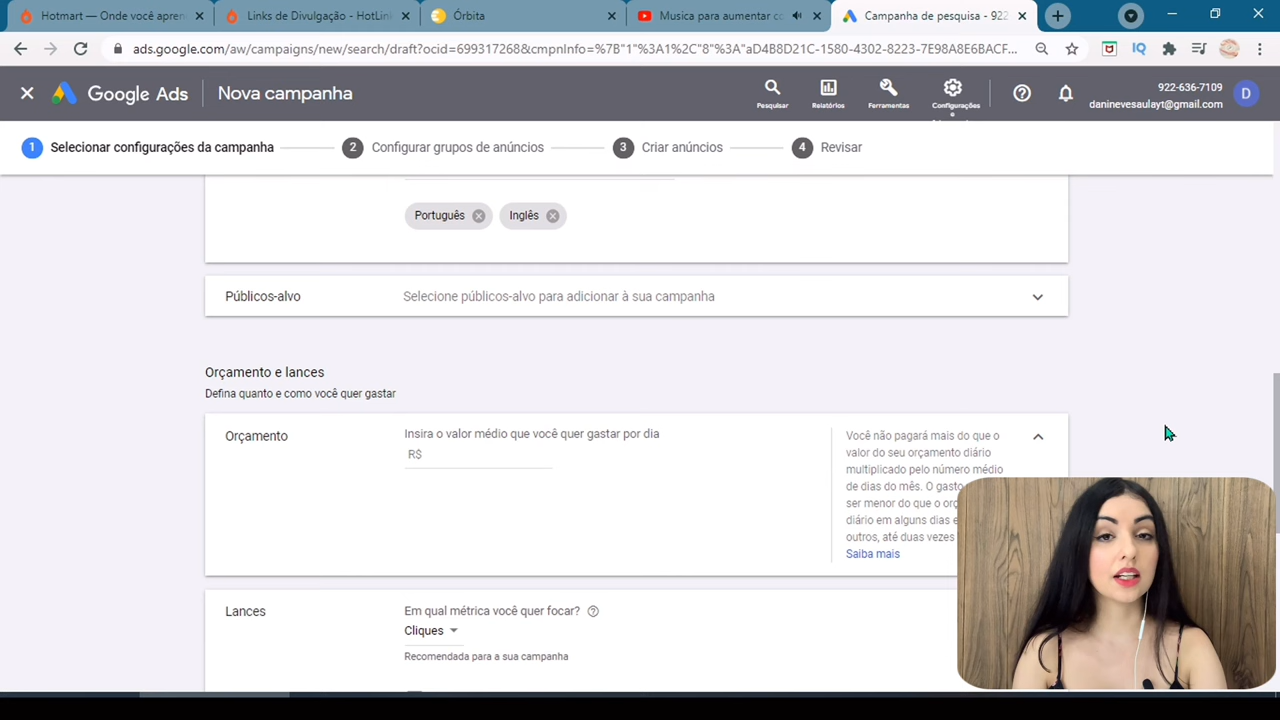 Hotmart — Onde você apren
Links de Divulgação - HotLink
Órbita
Musica para aumentar co
Campanha de pesquisa - 922
ads.google.com/aw/campaigns/new/search/draft?ocid=699317268&cmpnInfo=%7B"1"%3A1%2C"8"%3A"aD4B8D21C-1580-4302-8223-7E98A8E6BACF...
IQ
Google Ads
Nova campanha
Pesquisar
Relatórios
Ferramentas
Configurações
922-636-7109
daninevesaulayt@gmail.com
D
1 Selecionar configurações da campanha
2 Configurar grupos de anúncios
3 Criar anúncios
4 Revisar
Português
Inglês
Públicos-alvo
Selecione públicos-alvo para adicionar à sua campanha
Orçamento e lances
Defina quanto e como você quer gastar
Orçamento
Insira o valor médio que você quer gastar por dia
R$
Você não pagará mais do que o
valor do seu orçamento diário
multiplicado pelo número médio
de dias do mês. O gasto
ser menor do que o
diário em alguns dias e
outros, até duas vezes
Saiba mais
Lances
Em qual métrica você quer focar?
Cliques
Recomendada para a sua campanha